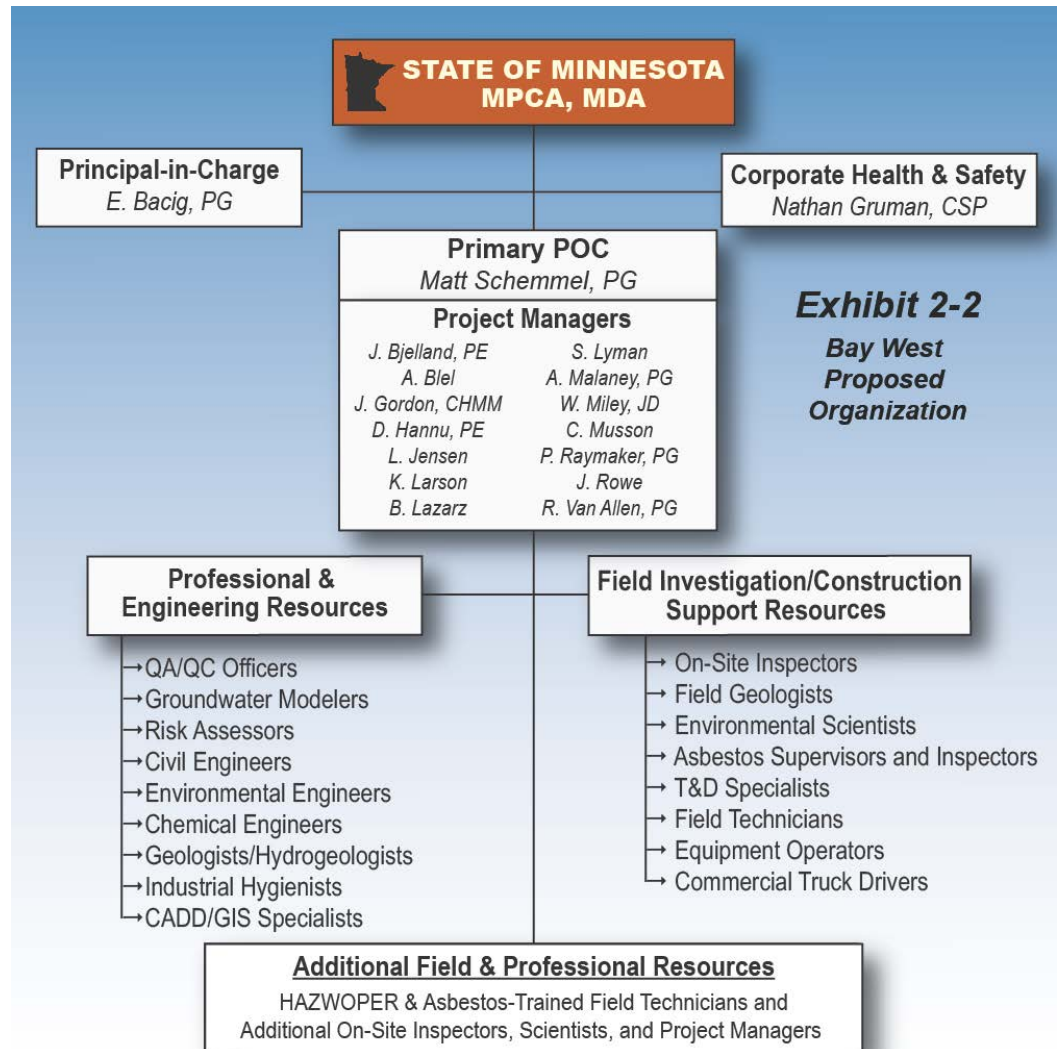 STATE OF MINNESOTA
MPCA, MDA
Principal-in-Charge
E. Bacig, PG
Corporate Health & Safety
Nathan Gruman, CSP
Primary POC
Matt Schemmel, PG
Project Managers
J. Bjelland, PE
A. Blel
J. Gordon, CHMM
D. Hannu, PE
L. Jensen
K. Larson
B. Lazarz
S. Lyman
A. Malaney, PG
W. Miley, JD
C. Musson
P. Raymaker, PG
J. Rowe
R. Van Allen, PG
Exhibit 2-2
Bay West
Proposed
Organization
Professional &
Engineering Resources
QA/QC Officers
Groundwater Modelers
Risk Assessors
Civil Engineers
Environmental Engineers
Chemical Engineers
Geologists/Hydrogeologists
Industrial Hygienists
CADD/GIS Specialists
Field Investigation/Construction
Support Resources
On-Site Inspectors
Field Geologists
Environmental Scientists
Asbestos Supervisors and Inspectors
T&D Specialists
Field Technicians
Equipment Operators
Commercial Truck Drivers
Additional Field & Professional Resources
HAZWOPER & Asbestos-Trained Field Technicians and
Additional On-Site Inspectors, Scientists, and Project Managers